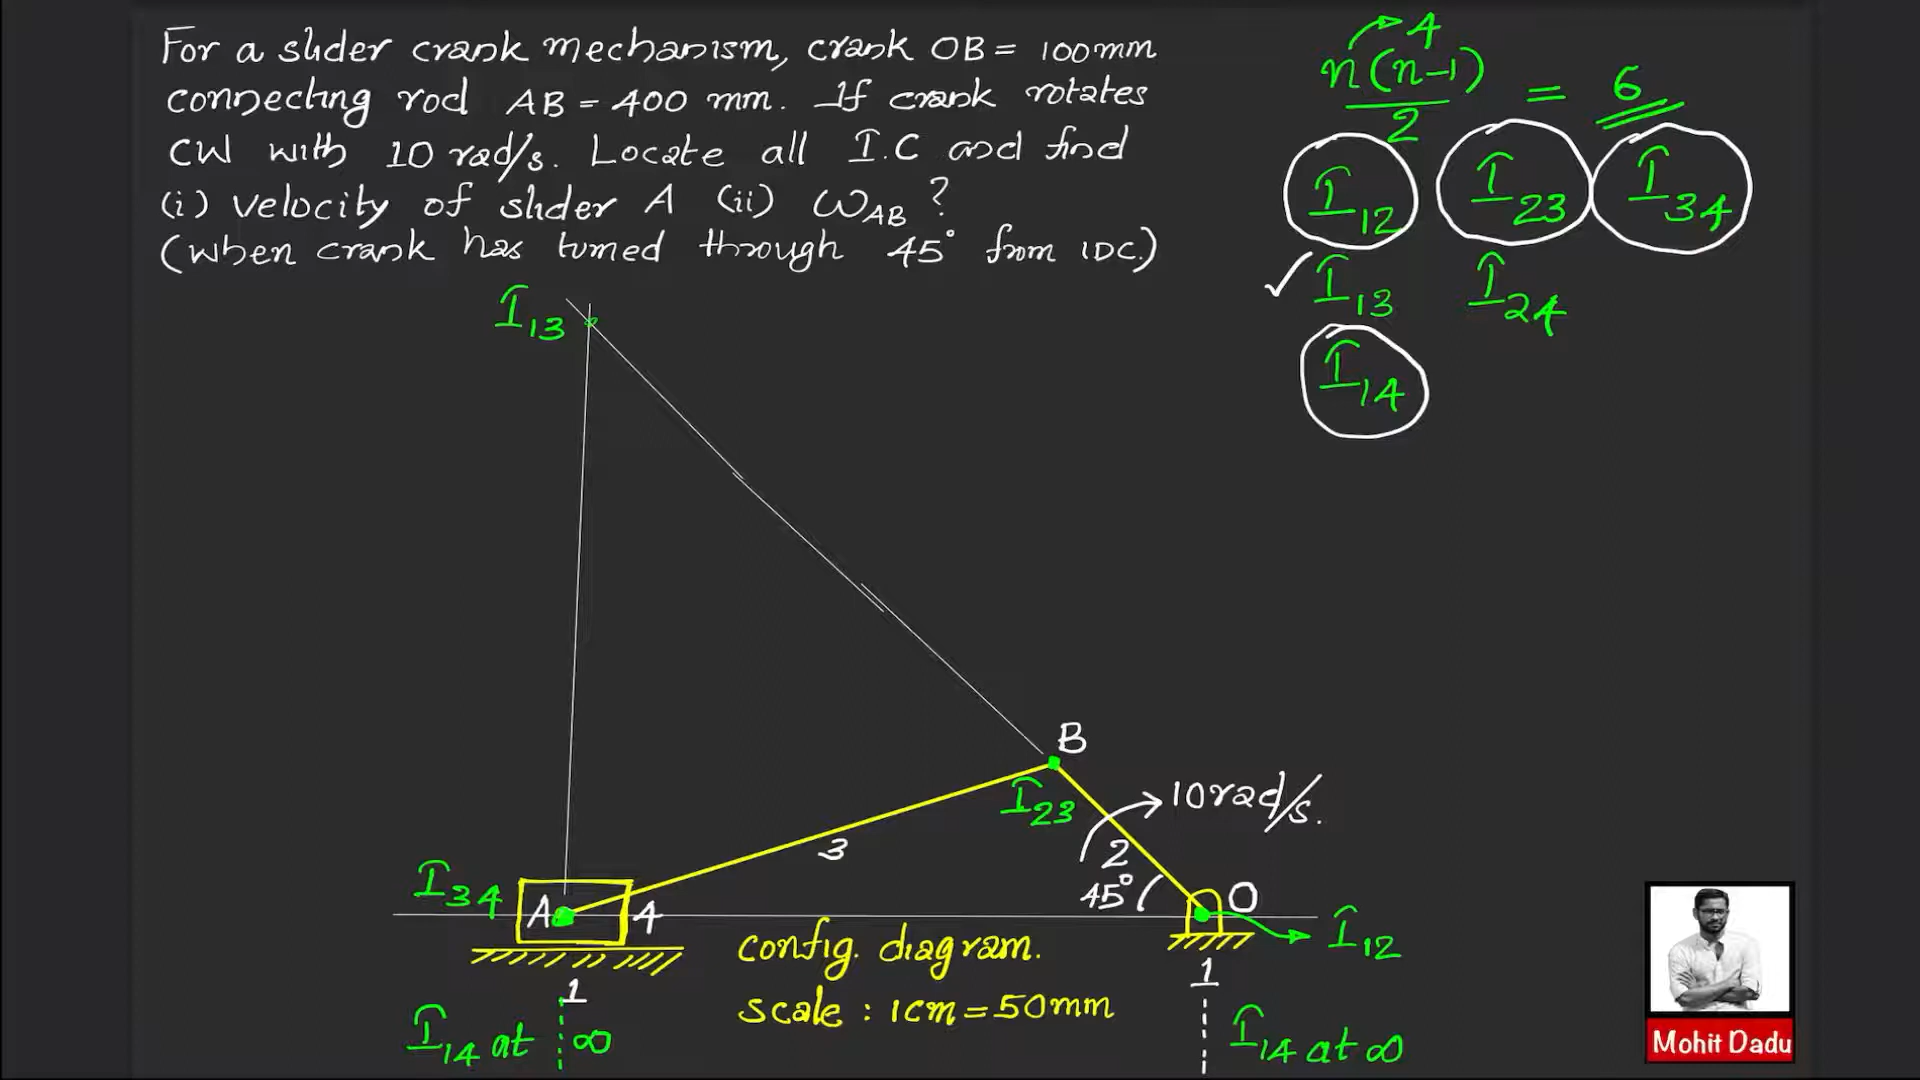 For a slider crank mechanism, crank OB = 100mm
connecting rod AB = 400 mm. If crank rotates
CW with 10 rad/s. Locate all I.C and find
(i) velocity of slider A (ii) ω_AB ?
(when crank has turned through 45° from IDC.)
n(n-1)/2 = 6
4
I12 I23 I34
✓ I13 I24
I14
I13
B
I23
10rad/s.
3
2
45°
I34
A
4
O
I12
config. diagram.
scale : 1cm = 50mm
1
1
I14 at ∞
I14 at ∞
Mohit Dadu